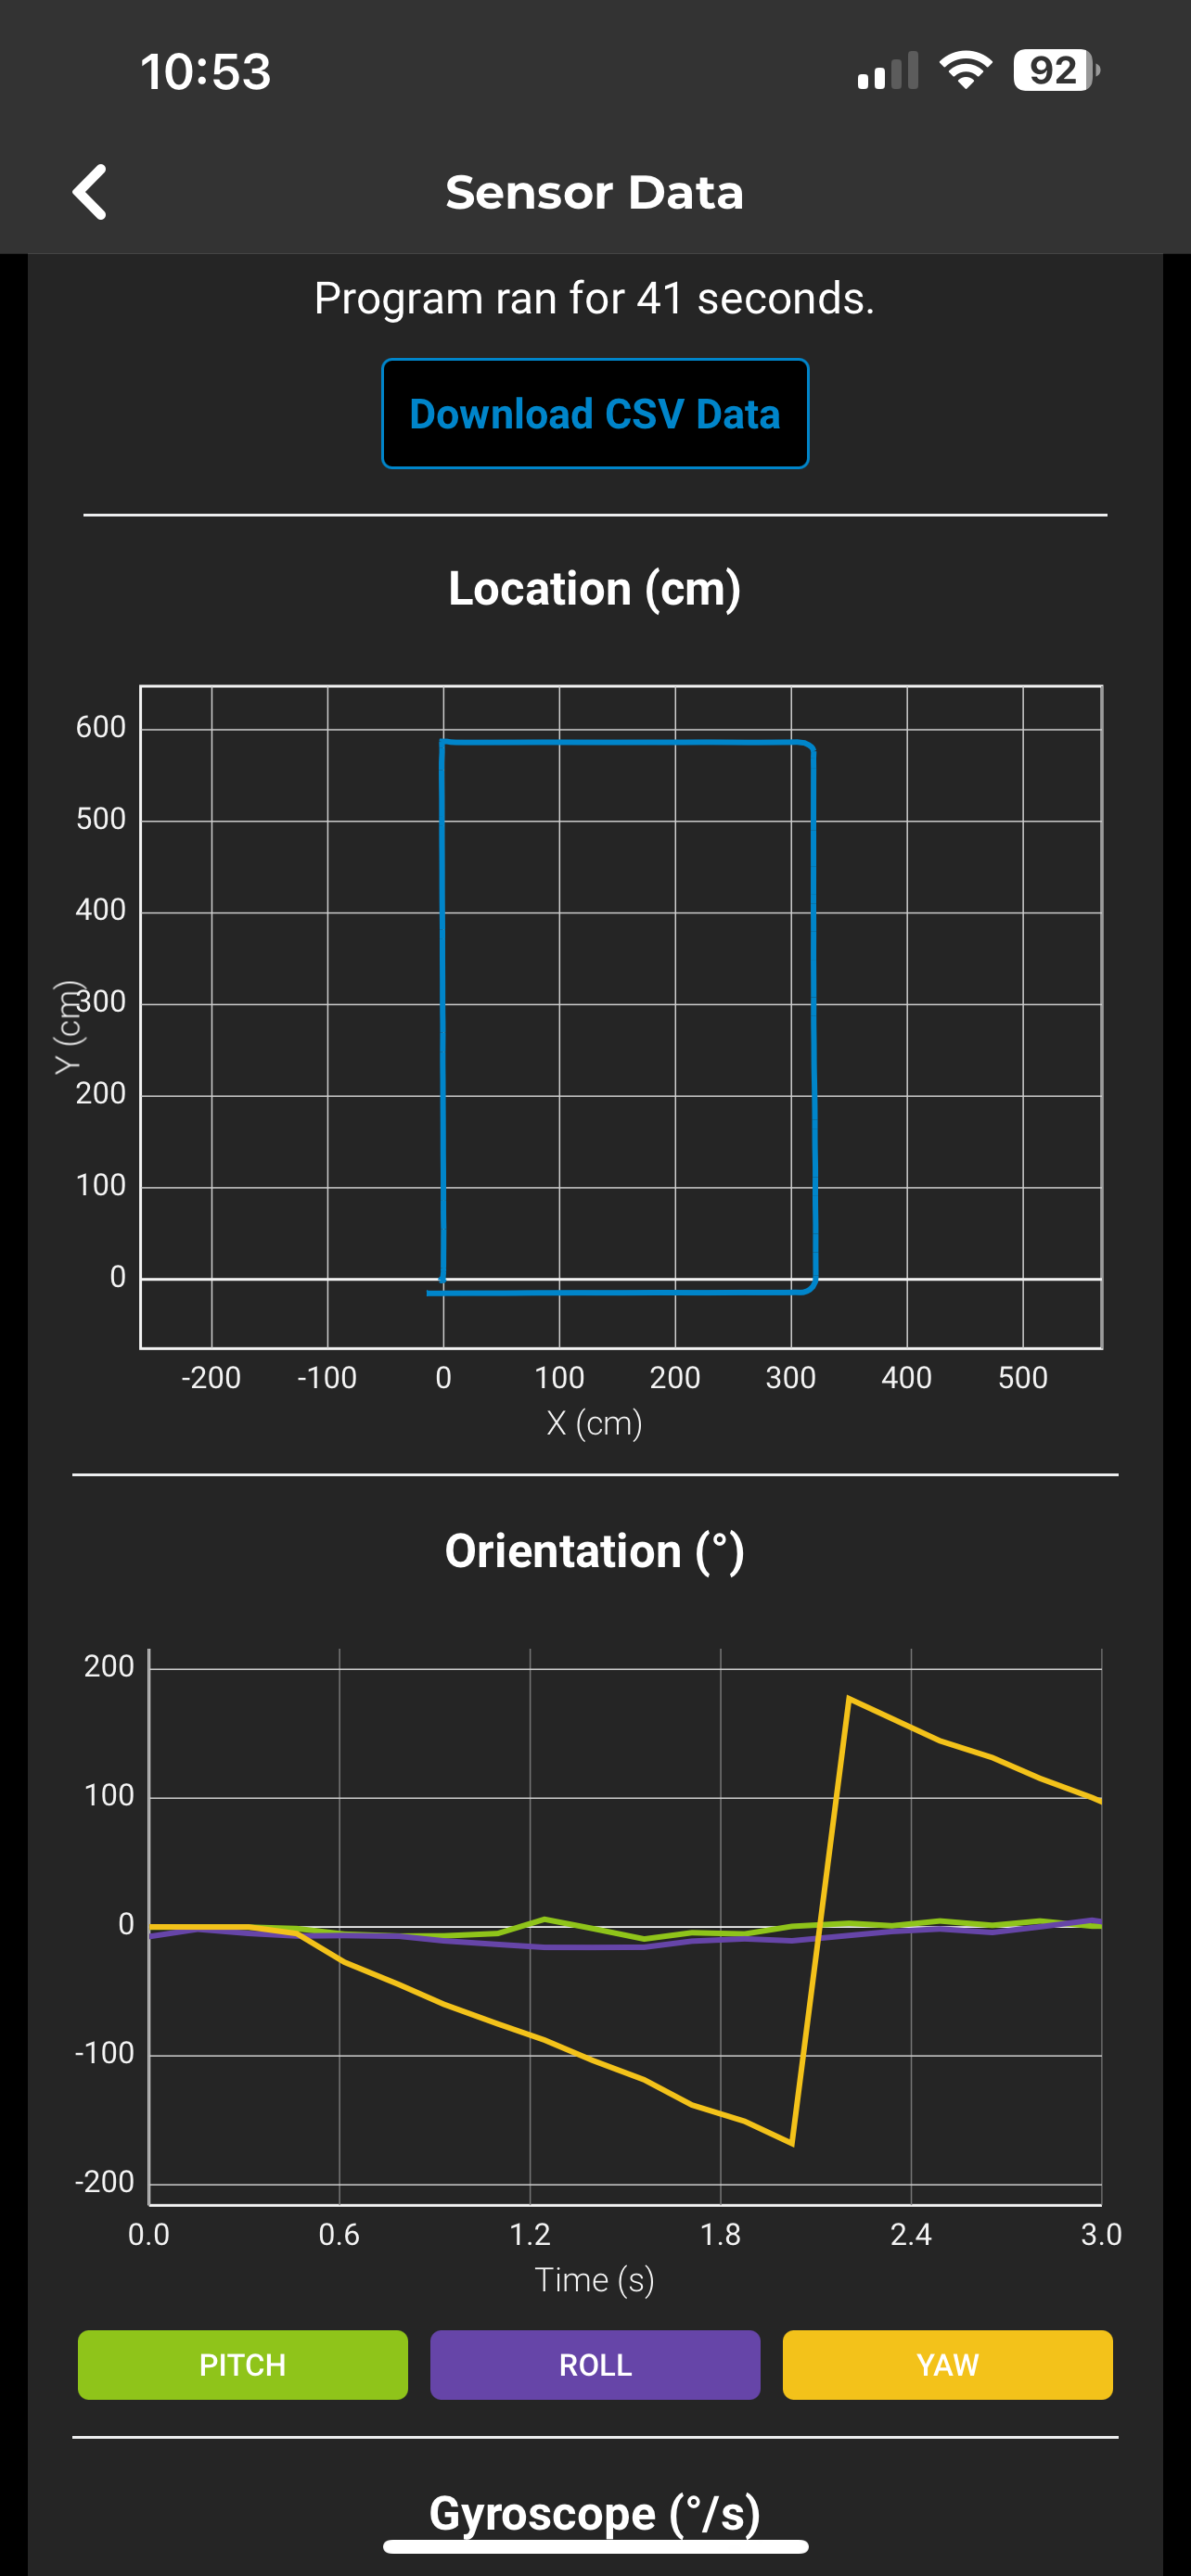 10:53
92
Sensor Data
Program ran for 41 seconds.
Download CSV Data
Location (cm)
600
500
400
300
200
100
0
Y (cm)
-200 -100 0 100 200 300 400 500
X (cm)
Orientation (°)
200
100
0
-100
-200
0.0 0.6 1.2 1.8 2.4 3.0
Time (s)
PITCH ROLL YAW
Gyroscope (°/s)